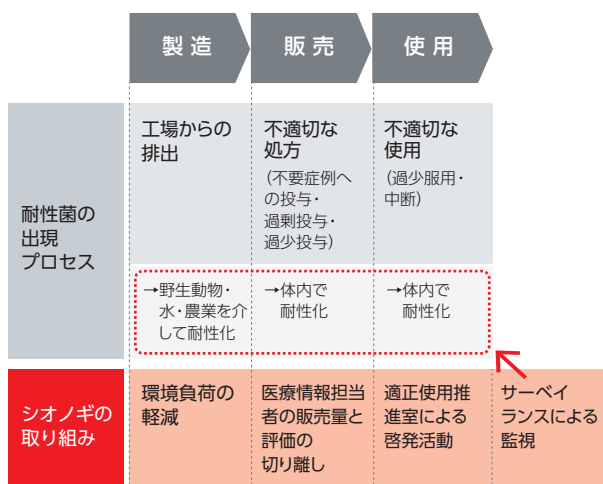 製造
販売
使用
耐性菌の
出現
プロセス
工場からの
排出
不適切な
処方
(不要症例へ
の投与・
過剰投与・
過少投与)
不適切な
使用
(過少服用・
中断)
→野生動物・
水・農業を介
して耐性化
→体内で
耐性化
→体内で
耐性化
シオノギの
取り組み
環境負荷の
軽減
医療情報担当
者の販売量と
評価の
切り離し
適正使用推
進室による
啓発活動
サーベイ
ランスによる
監視